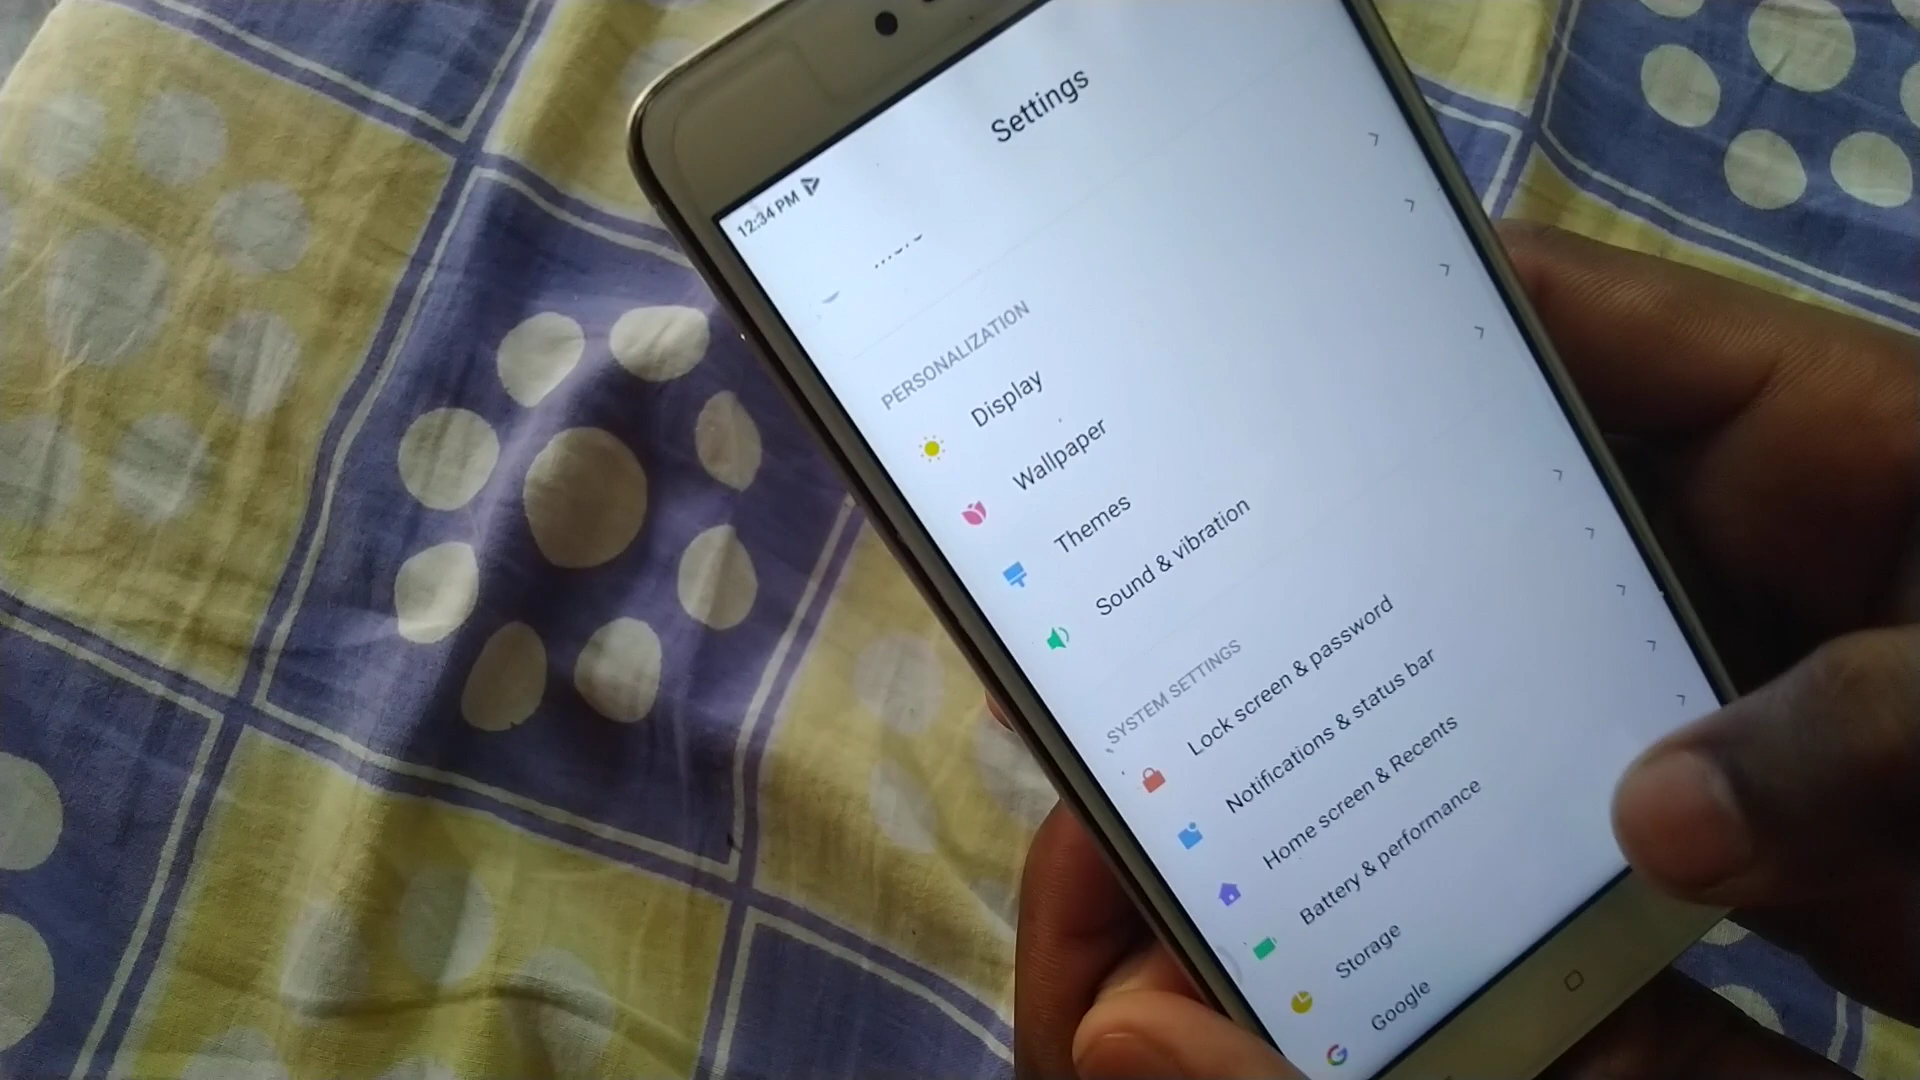 Settings
12:34 PM
PERSONALIZATION
Display
Wallpaper
Themes
Sound & vibration
SYSTEM SETTINGS
Lock screen & password
Notifications & status bar
Home screen & Recents
Battery & performance
Storage
Google